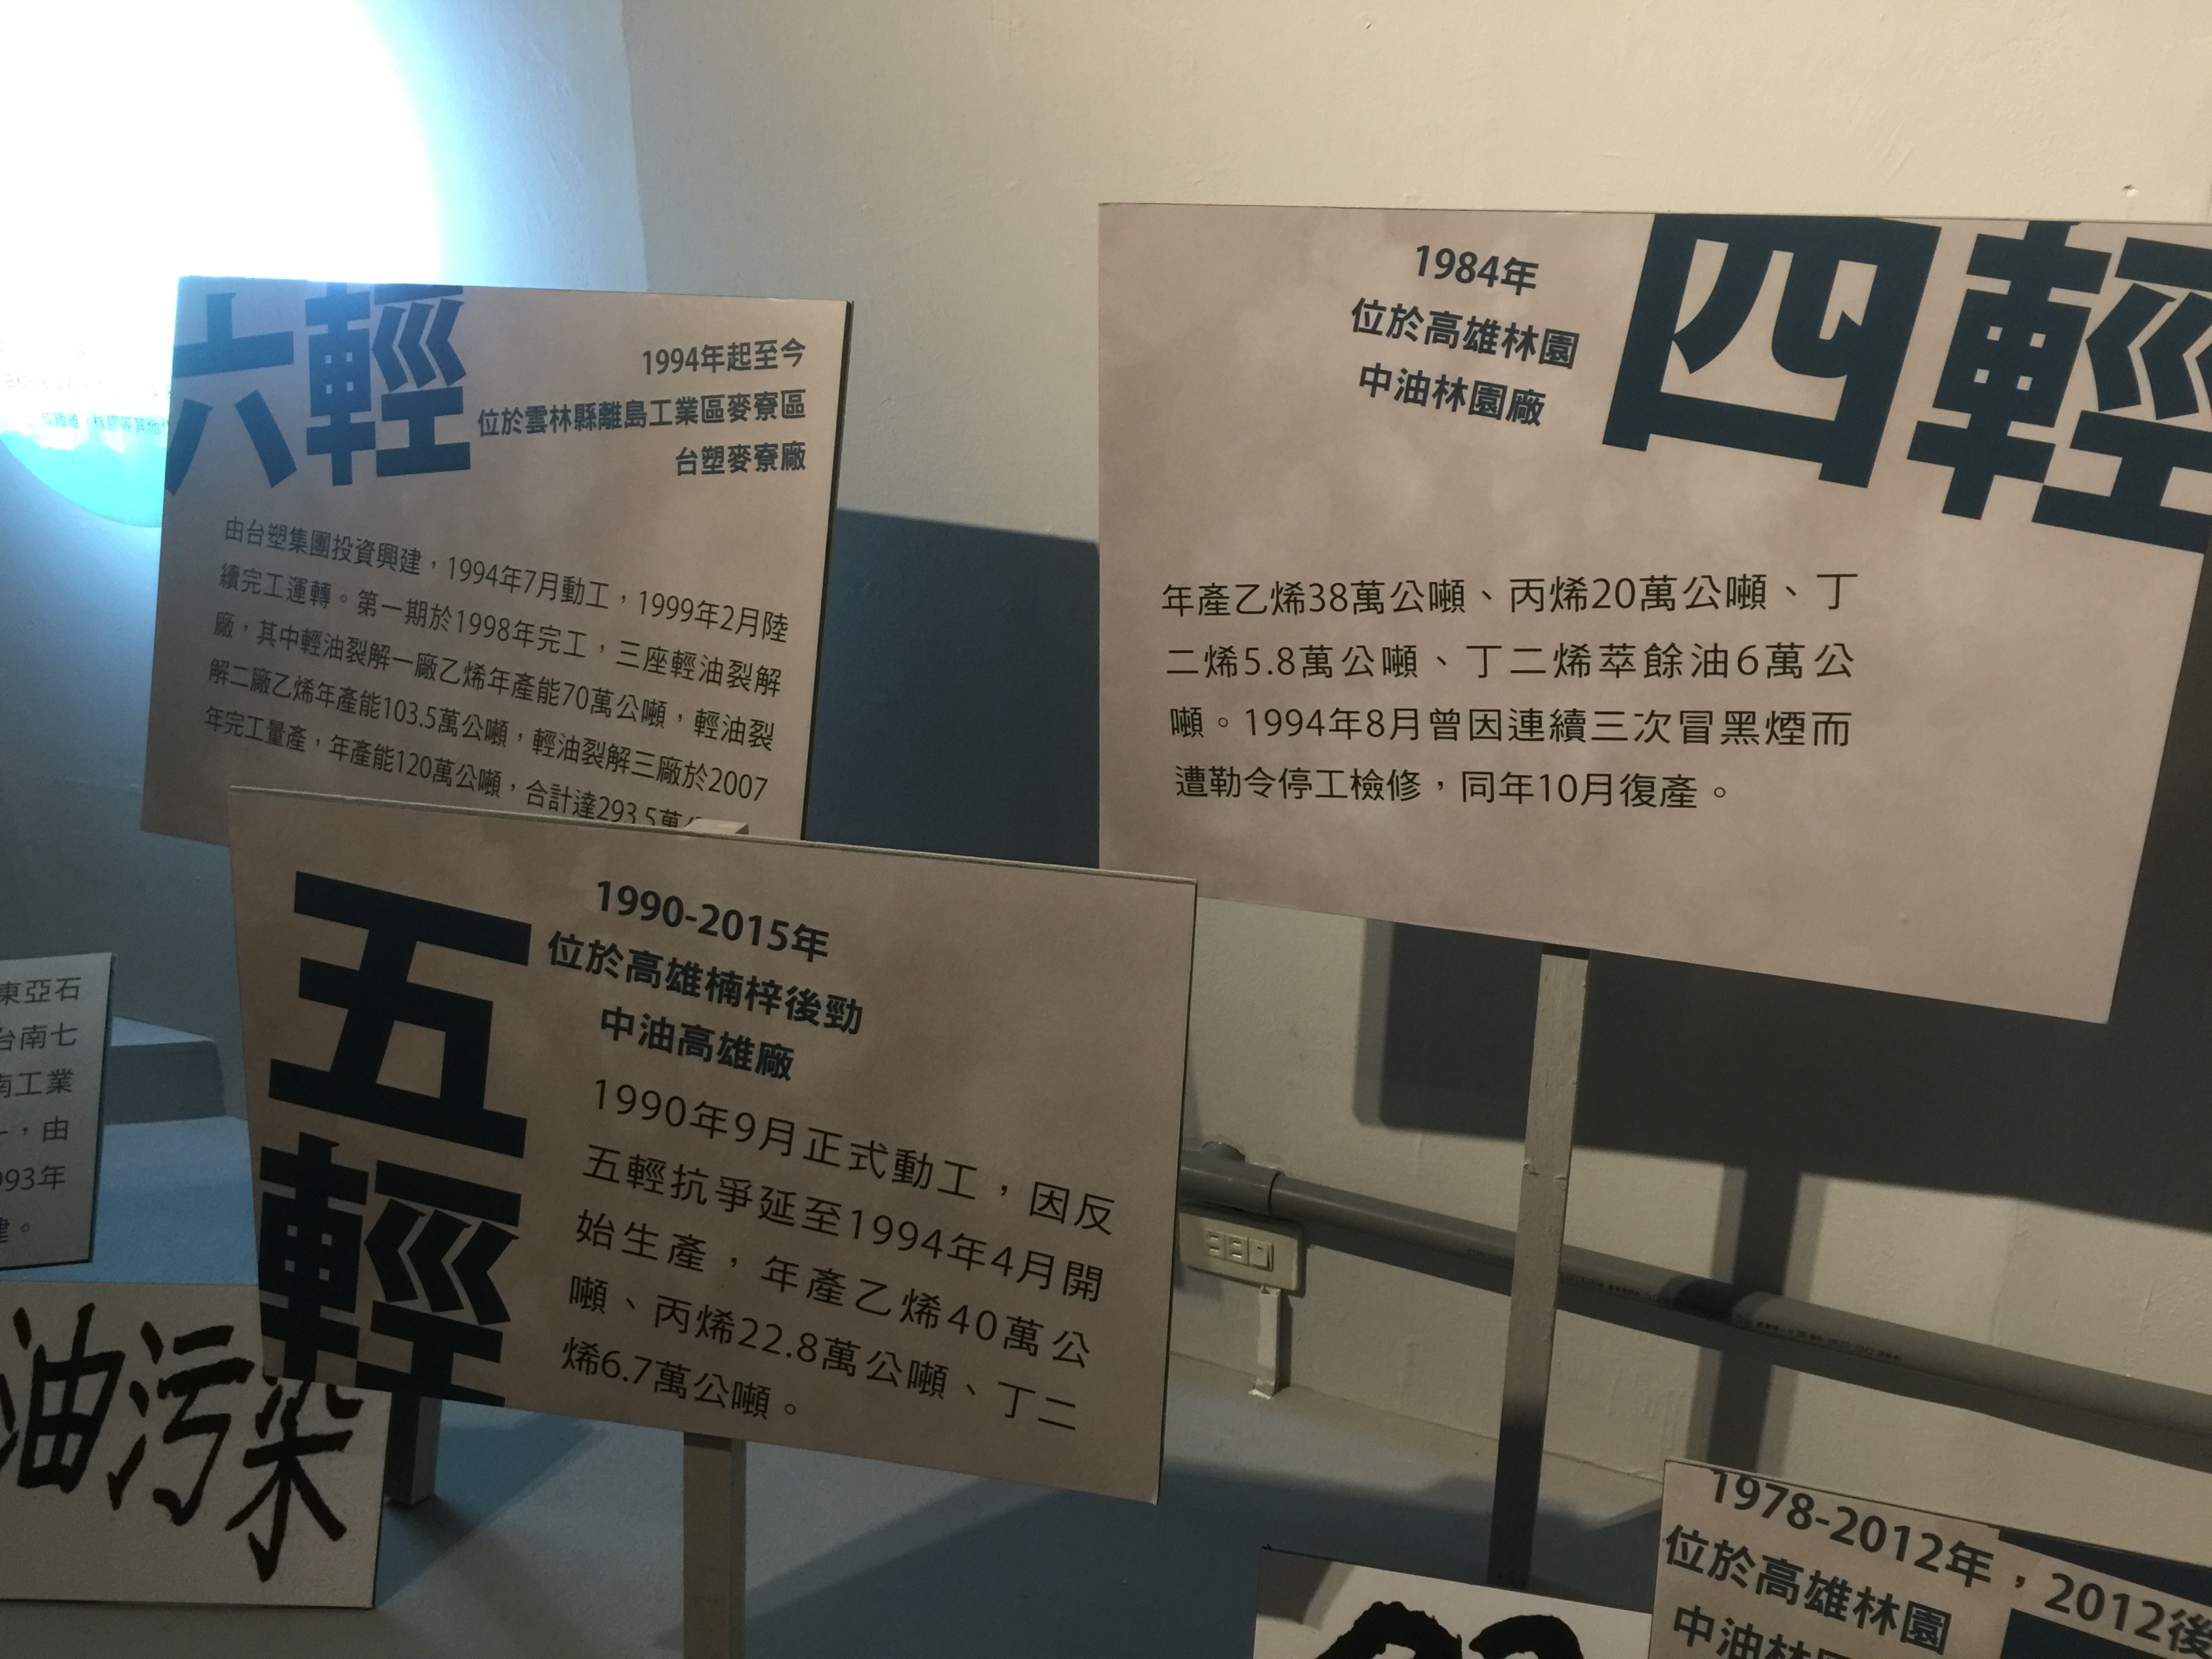 六輕
1994年起至今
位於雲林縣離島工業區麥寮區
台塑麥寮廠
由台塑集團投資興建，1994年7月動工，1999年2月陸
續完工運轉。第一期於1998年完工，三座輕油裂解
廠，其中輕油裂解一廠乙烯年產能70萬公噸，輕油裂
解二廠乙烯年產能103.5萬公噸，輕油裂解三廠於2007
年完工量產，年產能120萬公噸，合計達293.5萬
四輕
1984年
位於高雄林園
中油林園廠
年產乙烯38萬公噸、丙烯20萬公噸、丁
二烯5.8萬公噸、丁二烯萃餘油6萬公
噸。1994年8月曾因連續三次冒黑煙而
遭勒令停工檢修，同年10月復產。
五輕
1990-2015年
位於高雄楠梓後勁
中油高雄廠
1990年9月正式動工，因反
五輕抗爭延至1994年4月開
始生產，年產乙烯40萬公
噸、丙烯22.8萬公噸、丁二
烯6.7萬公噸。
東亞石
台南七
南工業
，由
993年
建。
油污染
1978-2012年，2012後
位於高雄林園
中油林園